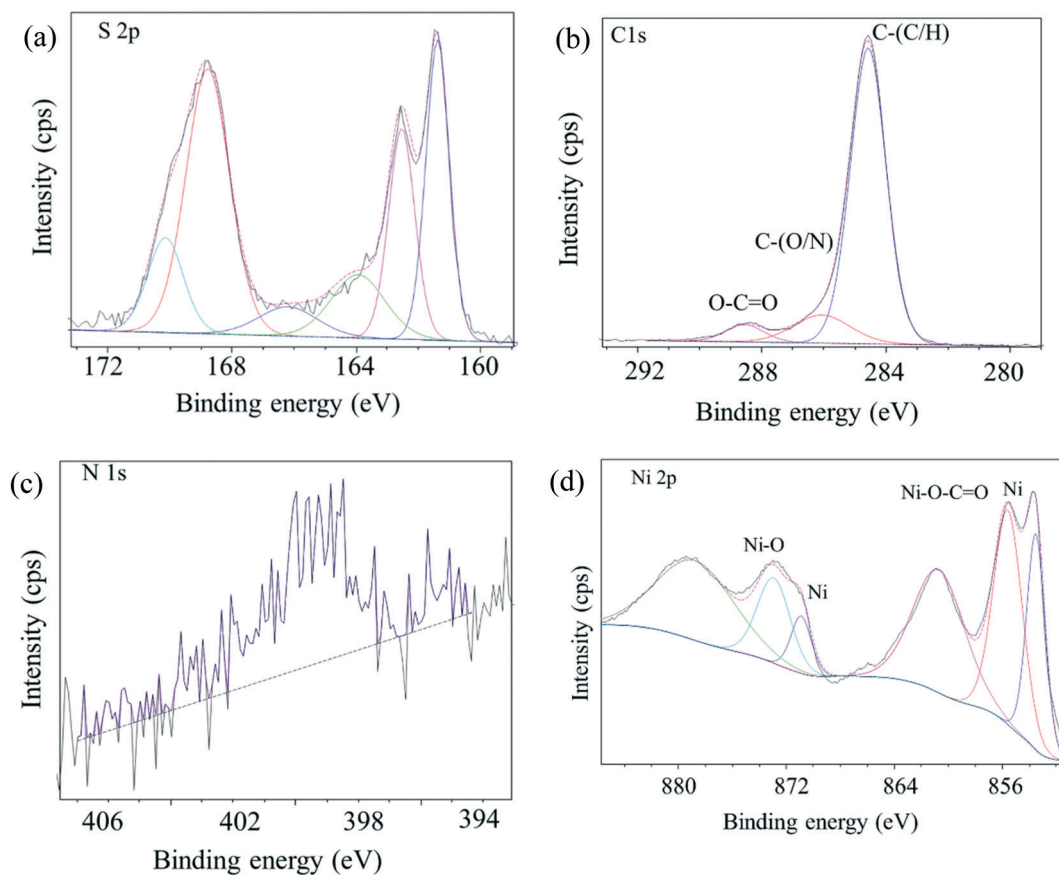 (a)
S 2p
Intensity (cps)
172 168 164 160
Binding energy (eV)
(b)
C1s
C-(C/H)
C-(O/N)
O-C=O
Intensity (cps)
292 288 284 280
Binding energy (eV)
(c)
N 1s
Intensity (cps)
406 402 398 394
Binding energy (eV)
(d)
Ni 2p
Ni-O-C=O
Ni
Ni-O
Ni
Intensity (cps)
880 872 864 856
Binding energy (eV)